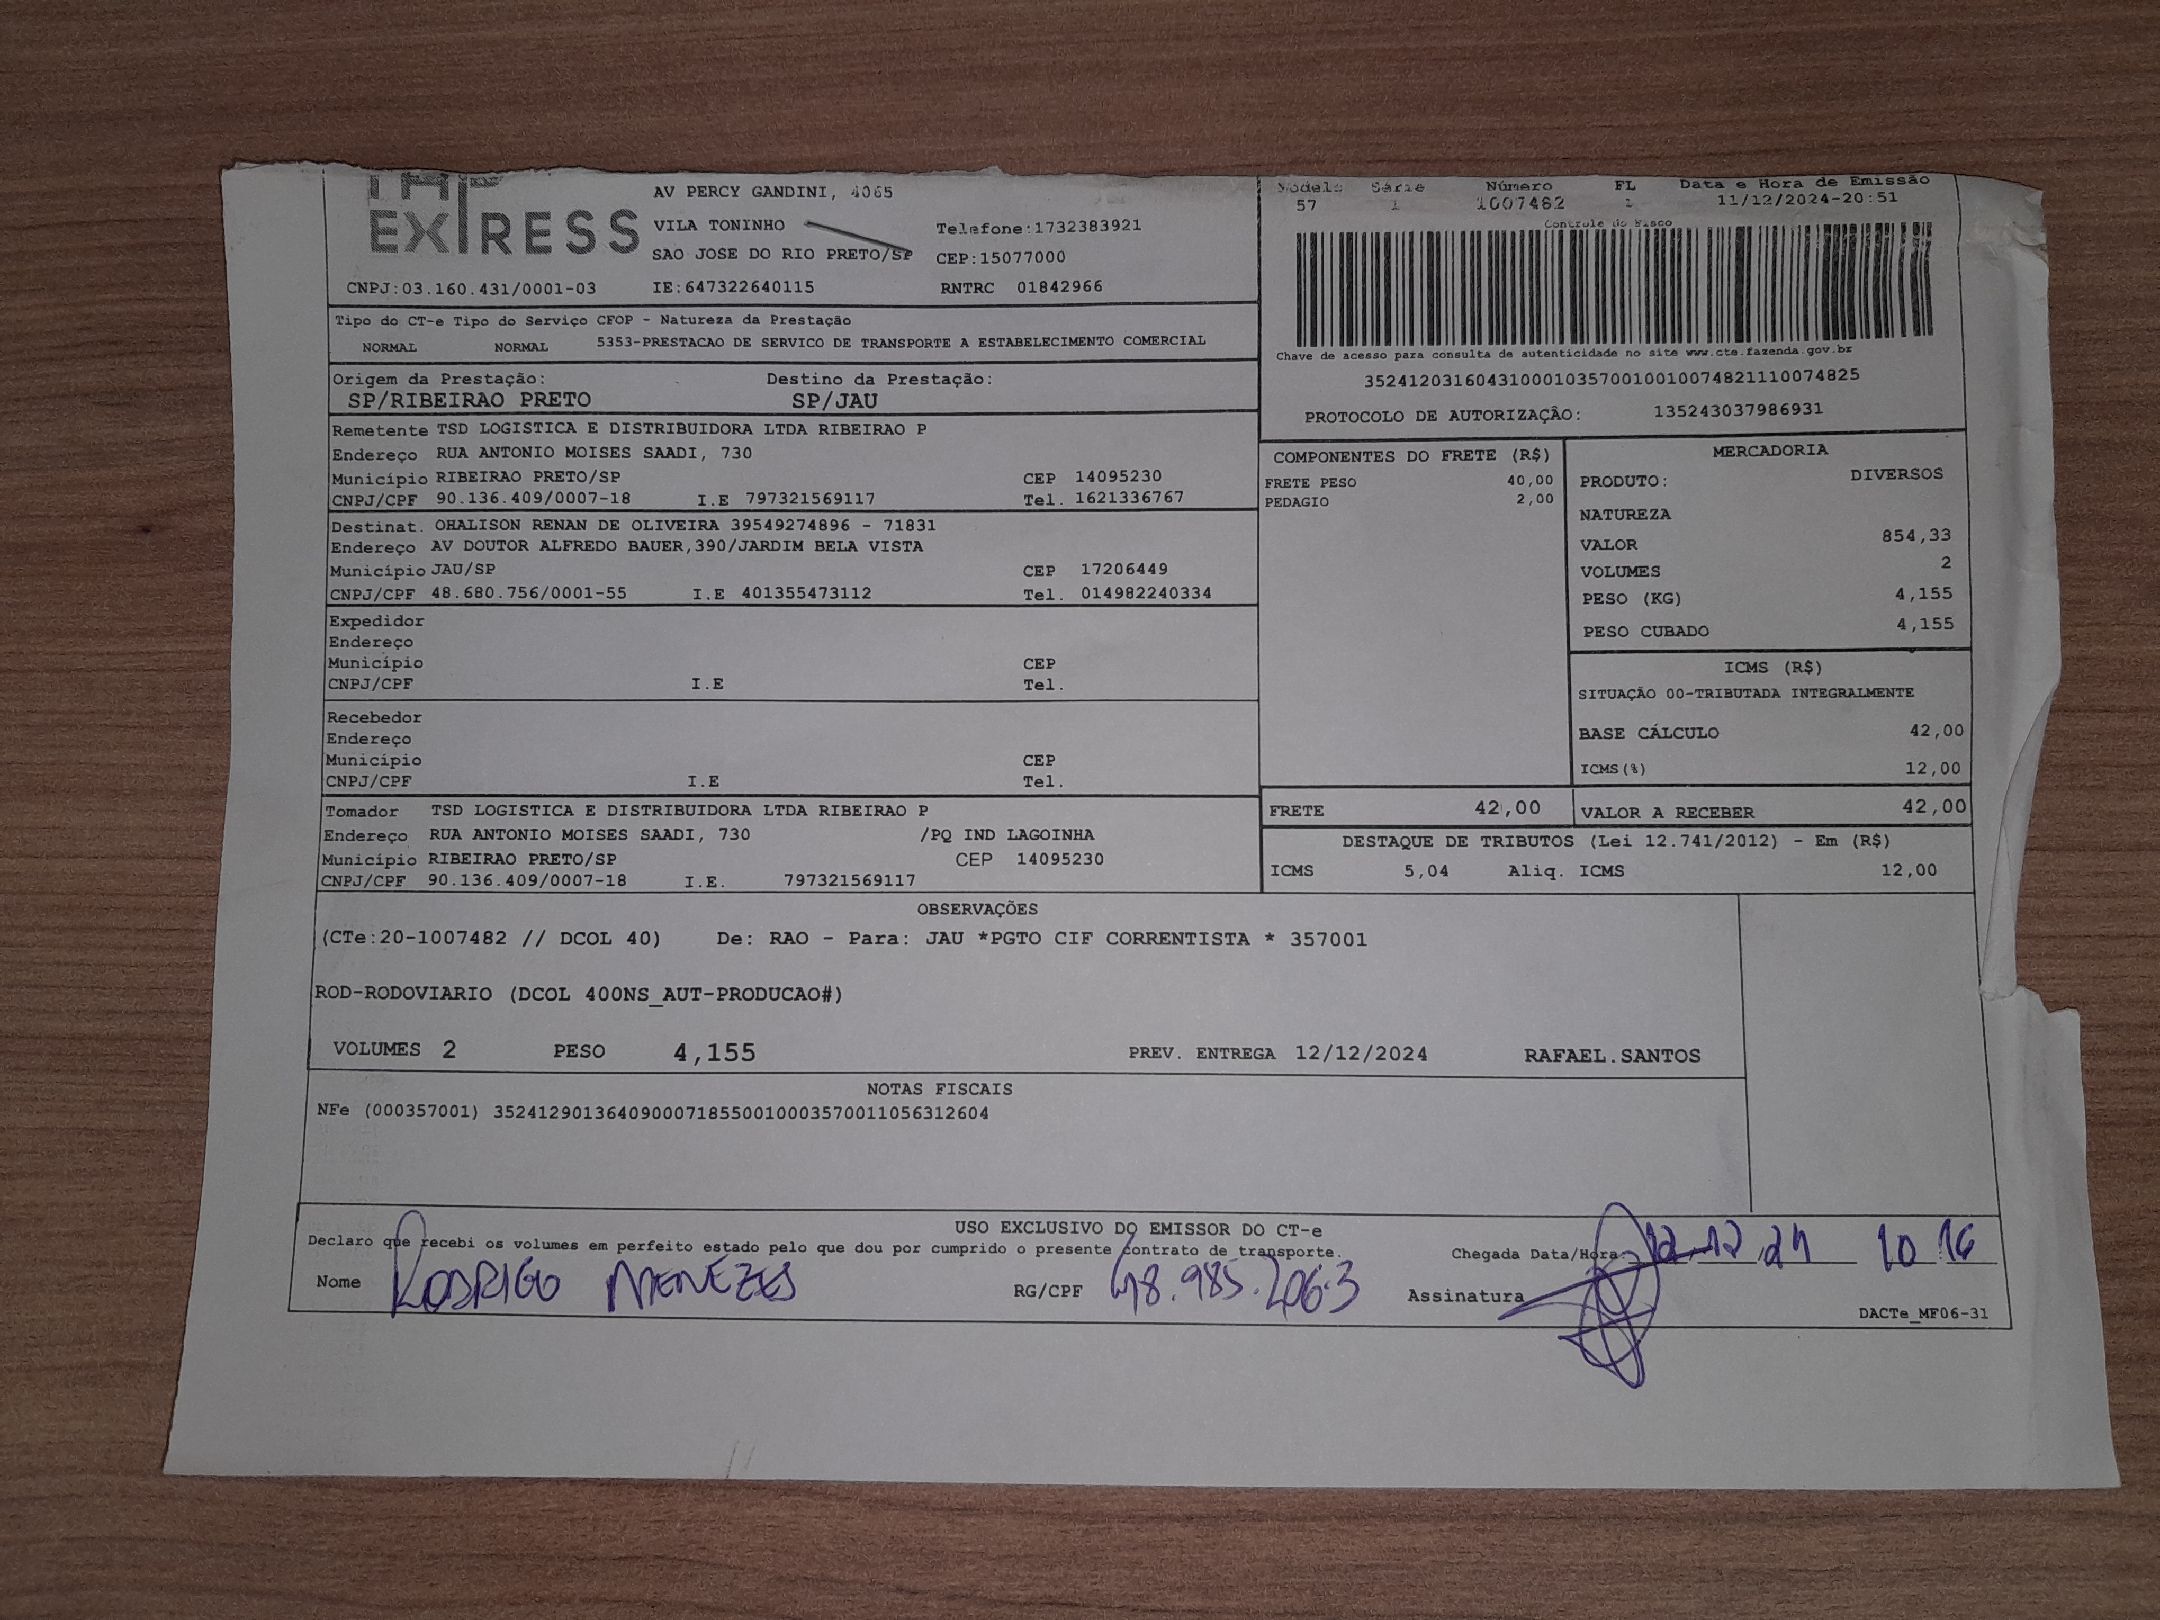 EXPRESS
AV PERCY GANDINI, 4065
VILA TONINHO
Telefone:1732383921
SAO JOSE DO RIO PRETO/SP CEP:15077000
CNPJ:03.160.431/0001-03 IE:647322640115 RNTRC 01842966
Modelo Série Número FL Data e Hora de Emissão
57 1 1007482 1 11/12/2024-20:51
Controle do Fisco
Chave de acesso para consulta de autenticidade no site www.cte.fazenda.gov.br
35241203160431000103570010010074821110074825
PROTOCOLO DE AUTORIZAÇÃO: 135243037986931
Tipo do CT-e Tipo do Serviço CFOP - Natureza da Prestação
NORMAL NORMAL 5353-PRESTACAO DE SERVICO DE TRANSPORTE A ESTABELECIMENTO COMERCIAL
Origem da Prestação: Destino da Prestação:
SP/RIBEIRAO PRETO SP/JAU
Remetente TSD LOGISTICA E DISTRIBUIDORA LTDA RIBEIRAO P
Endereço RUA ANTONIO MOISES SAADI, 730
Município RIBEIRAO PRETO/SP CEP 14095230
CNPJ/CPF 90.136.409/0007-18 I.E 797321569117 Tel. 1621336767
Destinat. OHALISON RENAN DE OLIVEIRA 39549274896 - 71831
Endereço AV DOUTOR ALFREDO BAUER,390/JARDIM BELA VISTA
Município JAU/SP CEP 17206449
CNPJ/CPF 48.680.756/0001-55 I.E 401355473112 Tel. 014982240334
Expedidor
Endereço
Município CEP
CNPJ/CPF I.E Tel.
Recebedor
Endereço
Município CEP
CNPJ/CPF I.E Tel.
Tomador TSD LOGISTICA E DISTRIBUIDORA LTDA RIBEIRAO P
Endereço RUA ANTONIO MOISES SAADI, 730 /PQ IND LAGOINHA
Município RIBEIRAO PRETO/SP CEP 14095230
CNPJ/CPF 90.136.409/0007-18 I.E. 797321569117
COMPONENTES DO FRETE (R$)
FRETE PESO 40,00
PEDAGIO 2,00
MERCADORIA
PRODUTO: DIVERSOS
NATUREZA
VALOR 854,33
VOLUMES 2
PESO (KG) 4,155
PESO CUBADO 4,155
ICMS (R$)
SITUAÇÃO 00-TRIBUTADA INTEGRALMENTE
BASE CÁLCULO 42,00
ICMS(%) 12,00
FRETE 42,00 VALOR A RECEBER 42,00
DESTAQUE DE TRIBUTOS (Lei 12.741/2012) - Em (R$)
ICMS 5,04 Aliq. ICMS 12,00
OBSERVAÇÕES
(CTe:20-1007482 // DCOL 40) De: RAO - Para: JAU *PGTO CIF CORRENTISTA * 357001
ROD-RODOVIARIO (DCOL 400NS_AUT-PRODUCAO#)
VOLUMES 2 PESO 4,155 PREV. ENTREGA 12/12/2024 RAFAEL.SANTOS
NOTAS FISCAIS
NFe (000357001) 35241290136409000718550010003570011056312604
USO EXCLUSIVO DO EMISSOR DO CT-e
Declaro que recebi os volumes em perfeito estado pelo que dou por cumprido o presente contrato de transporte.
Chegada Data/Hora 12 12 24 10 16
Nome RODRIGO MENEZES RG/CPF 48.985.206-3 Assinatura
DACTe_MF06-31